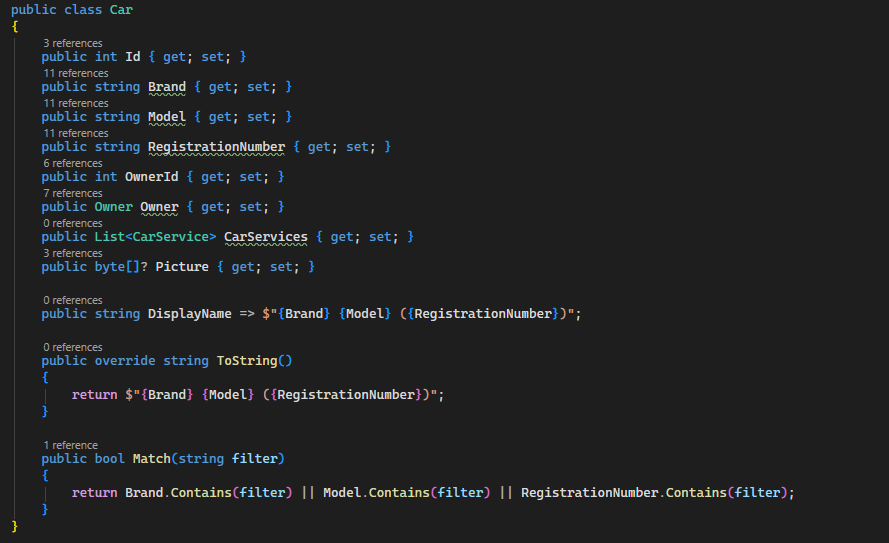 public class Car
{
3 references
public int Id { get; set; }
11 references
public string Brand { get; set; }
11 references
public string Model { get; set; }
11 references
public string RegistrationNumber { get; set; }
6 references
public int OwnerId { get; set; }
7 references
public Owner Owner { get; set; }
0 references
public List<CarService> CarServices { get; set; }
3 references
public byte[]? Picture { get; set; }
0 references
public string DisplayName => $"{Brand} {Model} ({RegistrationNumber})";
0 references
public override string ToString()
{
return $"{Brand} {Model} ({RegistrationNumber})";
}
1 reference
public bool Match(string filter)
{
return Brand.Contains(filter) || Model.Contains(filter) || RegistrationNumber.Contains(filter);
}
}